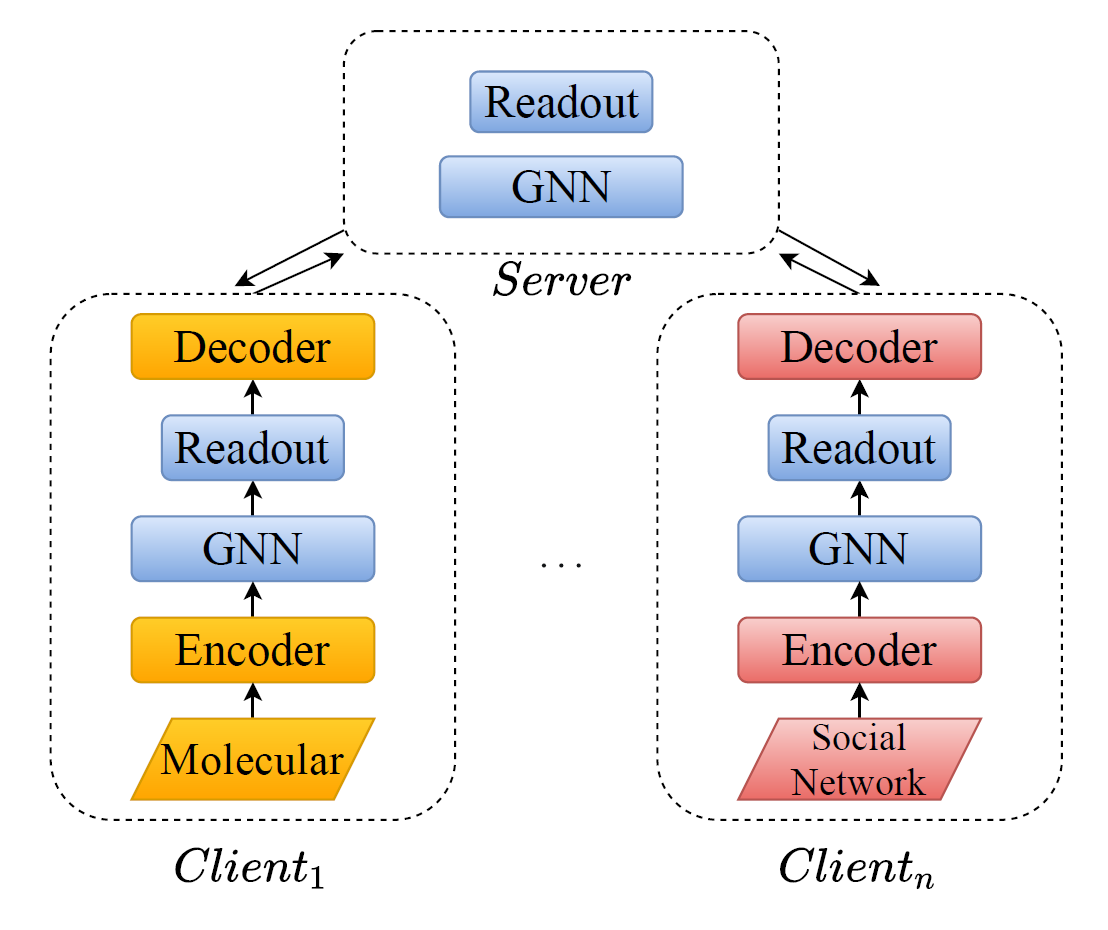 Readout
GNN
Server
Decoder
Readout
GNN
Encoder
Molecular
Client₁
...
Decoder
Readout
GNN
Encoder
Social
Network
Clientₙ